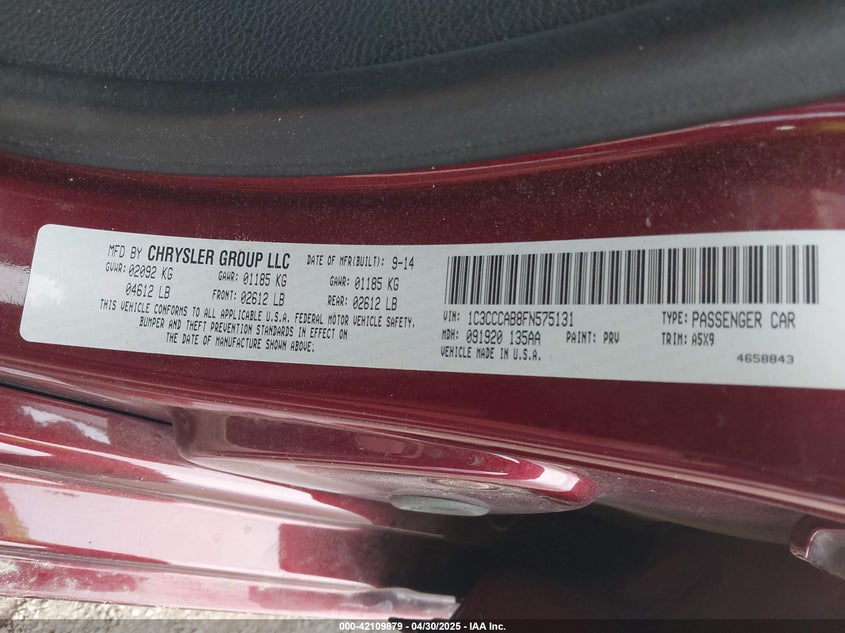 MFD BY CHRYSLER GROUP LLC DATE OF MFR(BUILT): 9-14
GVWR: 02092 KG GAWR: 01185 KG GAWR: 01185 KG
04612 LB FRONT: 02612 LB REAR: 02612 LB
THIS VEHICLE CONFORMS TO ALL APPLICABLE U.S.A. FEDERAL MOTOR VEHICLE SAFETY,
BUMPER AND THEFT PREVENTION STANDARDS IN EFFECT ON
THE DATE OF MANUFACTURE SHOWN ABOVE.
VIN: 1C3CCCAB8FN575131 TYPE: PASSENGER CAR
MDH: 091920 135AA PAINT: PRV TRIM: A5X9
VEHICLE MADE IN U.S.A. 4658843
000-42109879 - 04/30/2025 - IAA Inc.